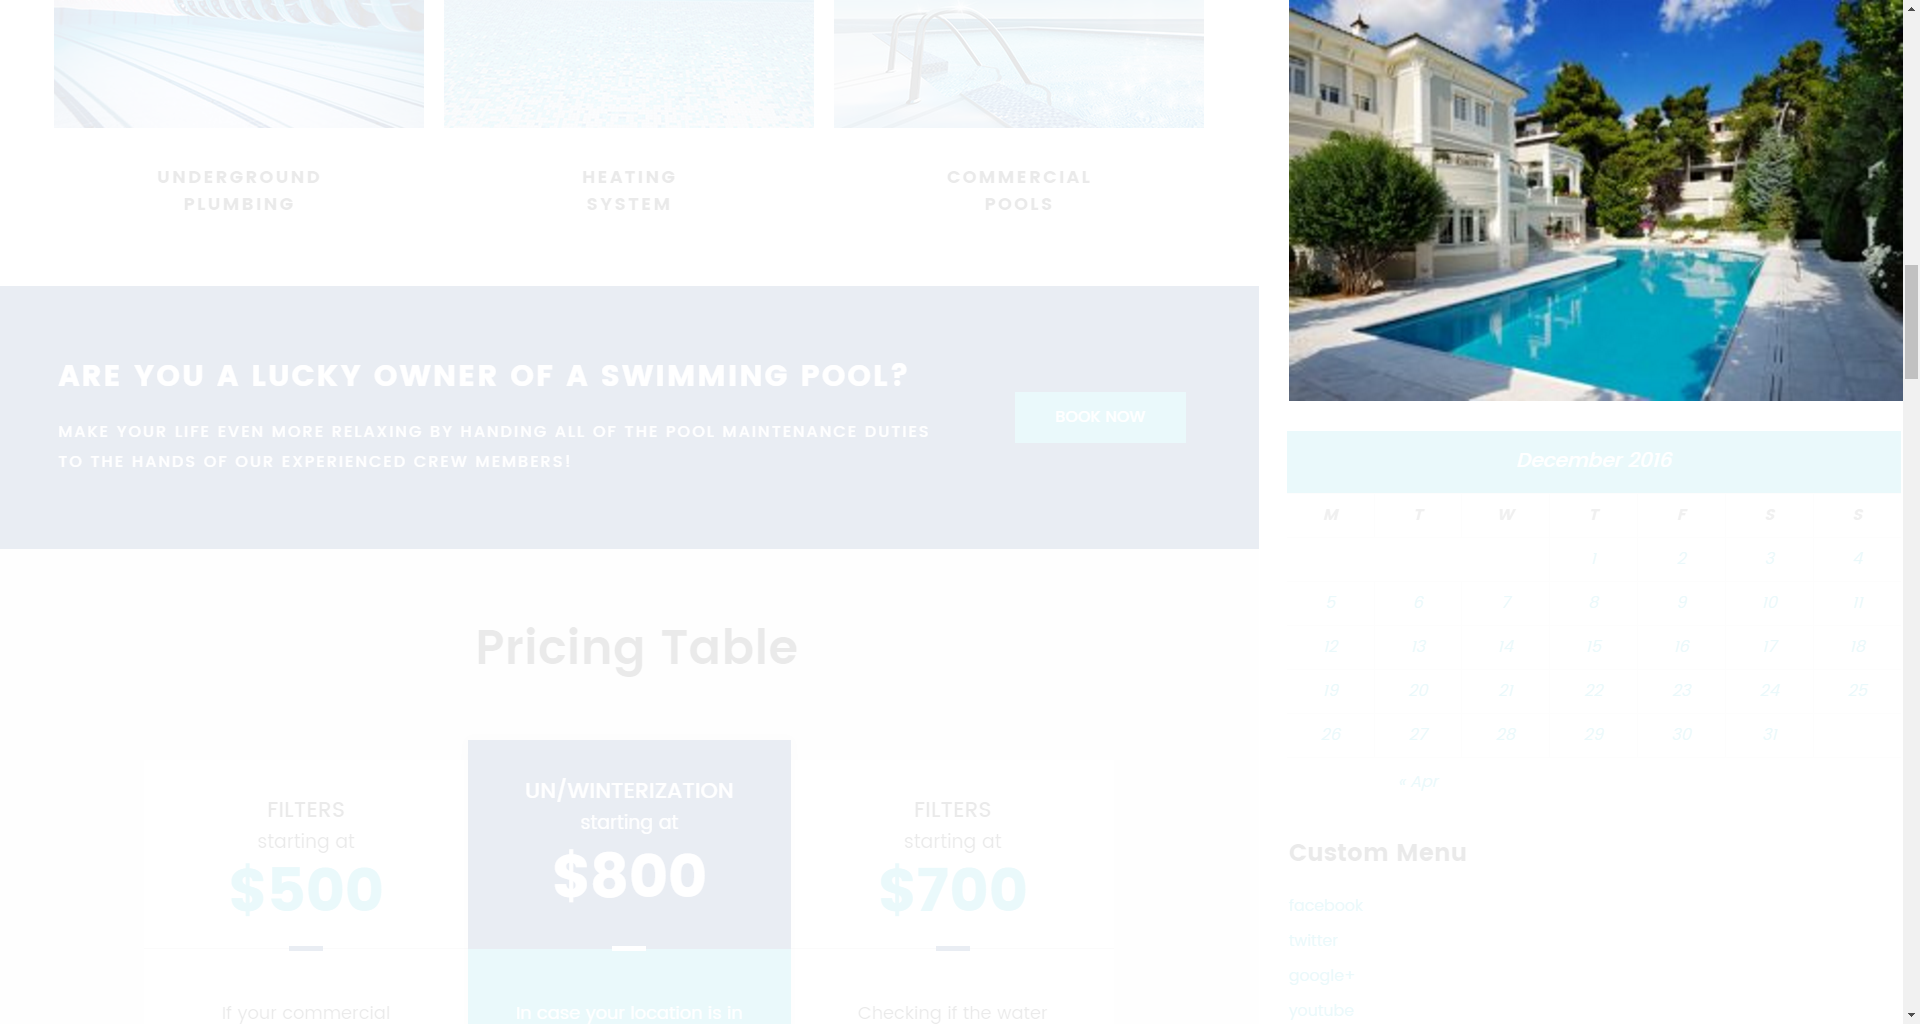 UNDERGROUND
PLUMBING
HEATING
SYSTEM
COMMERCIAL
POOLS
ARE YOU A LUCKY OWNER OF A SWIMMING POOL?
MAKE YOUR LIFE EVEN MORE RELAXING BY HANDING ALL OF THE POOL MAINTENANCE DUTIES
TO THE HANDS OF OUR EXPERIENCED CREW MEMBERS!
BOOK NOW
Pricing Table
FILTERS
starting at
$500
If your commercial
UN/WINTERIZATION
starting at
$800
In case your location is in
FILTERS
starting at
$700
Checking if the water
December 2016
M T W T F S S
1 2 3 4
5 6 7 8 9 10 11
12 13 14 15 16 17 18
19 20 21 22 23 24 25
26 27 28 29 30 31
« Apr
Custom Menu
facebook
twitter
google+
youtube